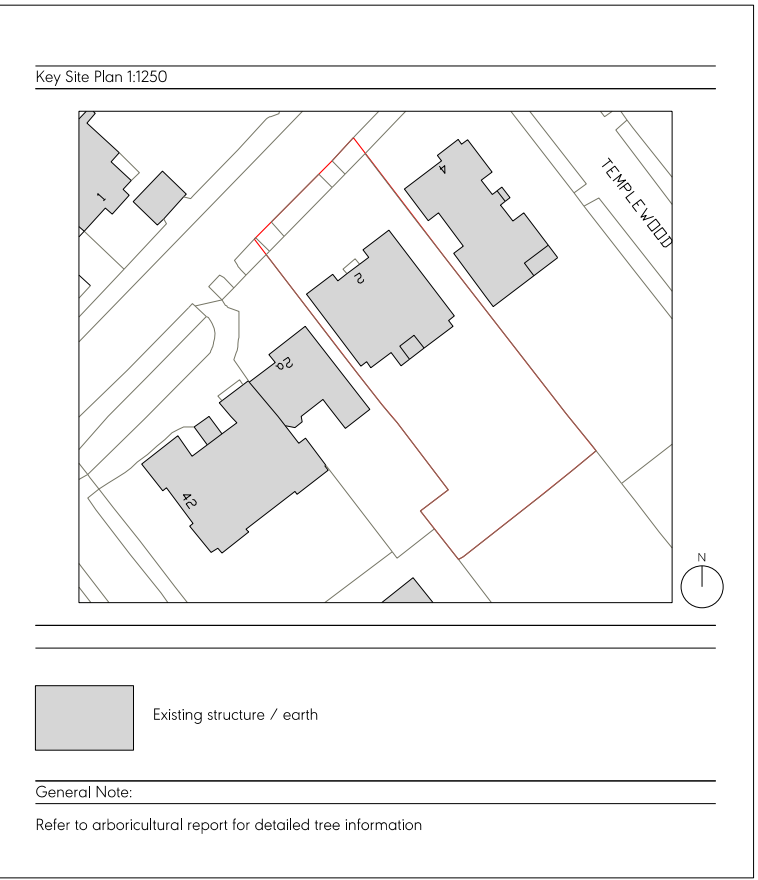 Key Site Plan 1:1250
1
4
TEMPLEWOOD
2
2a
42
N
Existing structure / earth
General Note:
Refer to arboricultural report for detailed tree information